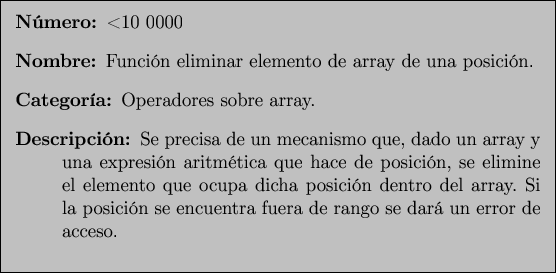 Número: <10 0000
Nombre: Función eliminar elemento de array de una posición.
Categoría: Operadores sobre array.
Descripción: Se precisa de un mecanismo que, dado un array y
una expresión aritmética que hace de posición, se elimine
el elemento que ocupa dicha posición dentro del array. Si
la posición se encuentra fuera de rango se dará un error de
acceso.